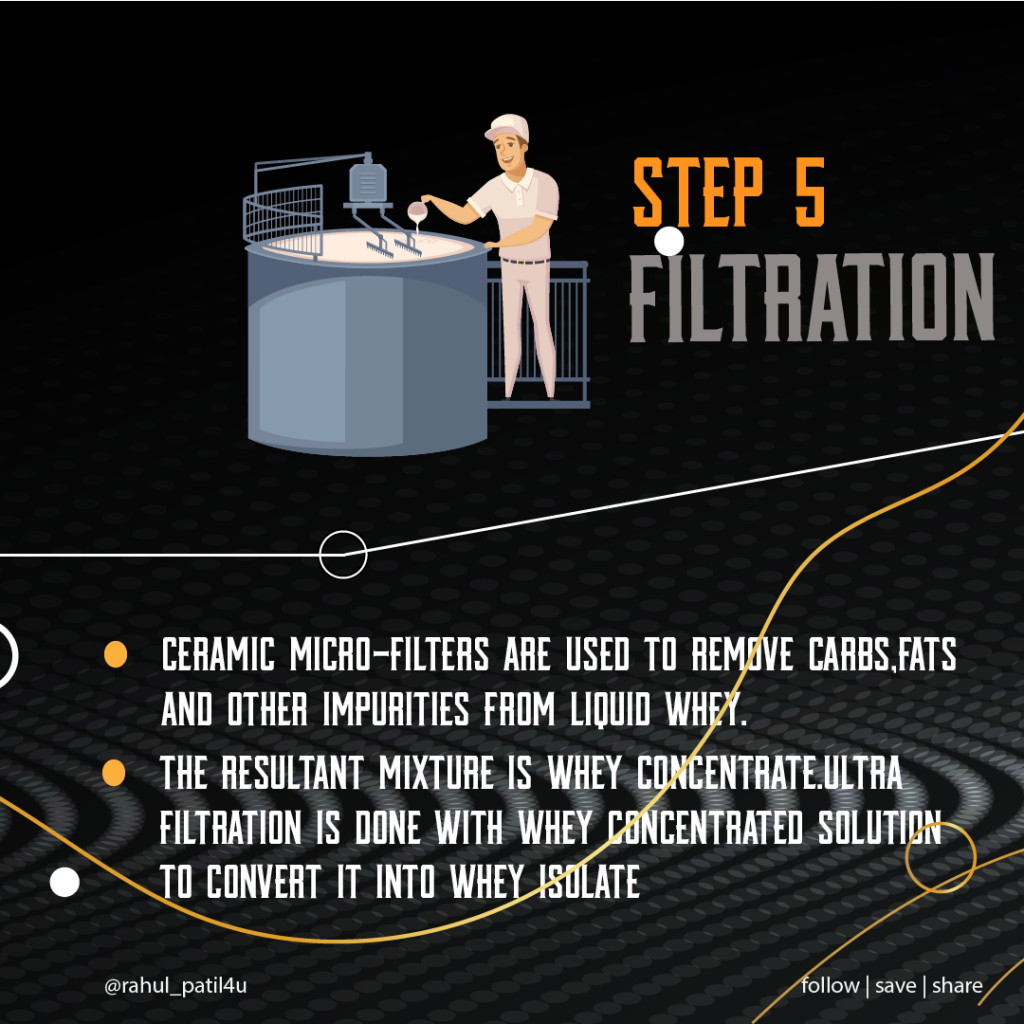 STEP 5
FILTRATION
CERAMIC MICRO-FILTERS ARE USED TO REMOVE CARBS,FATS
AND OTHER IMPURITIES FROM LIQUID WHEY.
THE RESULTANT MIXTURE IS WHEY CONCENTRATE.ULTRA
FILTRATION IS DONE WITH WHEY CONCENTRATED SOLUTION
TO CONVERT IT INTO WHEY ISOLATE
@rahul_patil4u
follow | save | share